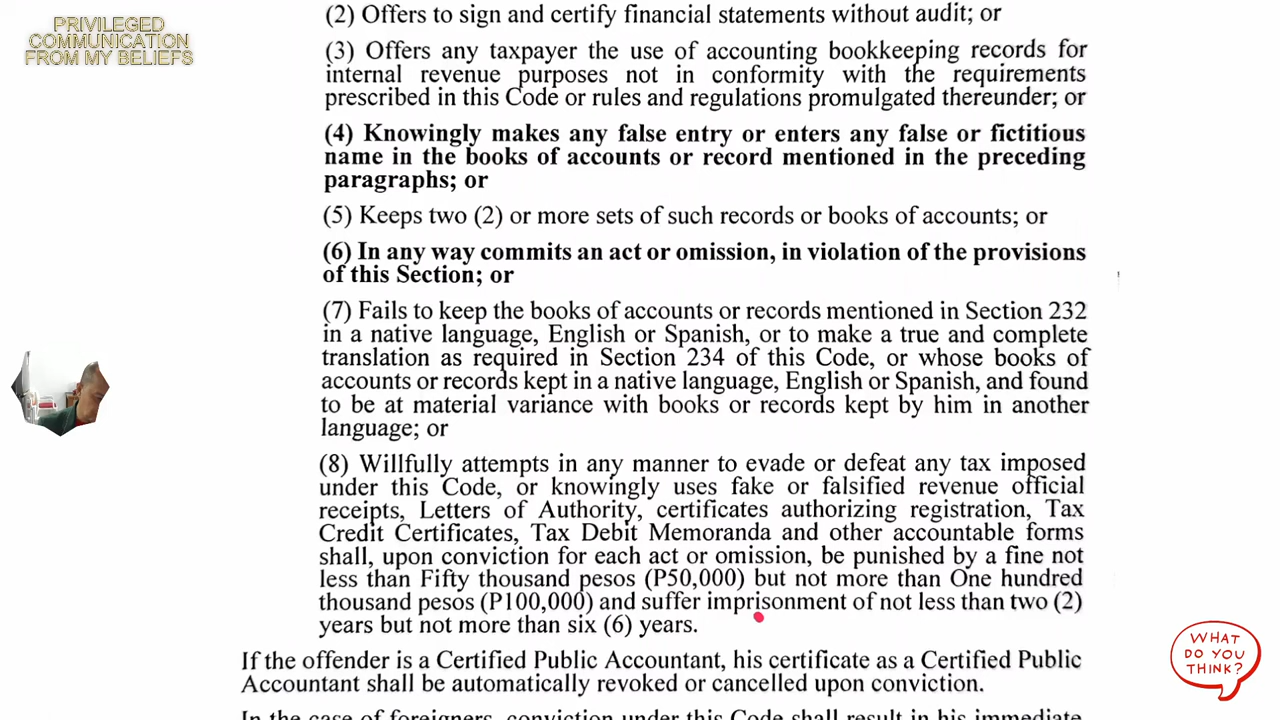 PRIVILEGED
COMMUNICATION
FROM MY BELIEFS
(2) Offers to sign and certify financial statements without audit; or
(3) Offers any taxpayer the use of accounting bookkeeping records for
internal revenue purposes not in conformity with the requirements
prescribed in this Code or rules and regulations promulgated thereunder; or
(4) Knowingly makes any false entry or enters any false or fictitious
name in the books of accounts or record mentioned in the preceding
paragraphs; or
(5) Keeps two (2) or more sets of such records or books of accounts; or
(6) In any way commits an act or omission, in violation of the provisions
of this Section; or
(7) Fails to keep the books of accounts or records mentioned in Section 232
in a native language, English or Spanish, or to make a true and complete
translation as required in Section 234 of this Code, or whose books of
accounts or records kept in a native language, English or Spanish, and found
to be at material variance with books or records kept by him in another
language; or
(8) Willfully attempts in any manner to evade or defeat any tax imposed
under this Code, or knowingly uses fake or falsified revenue official
receipts, Letters of Authority, certificates authorizing registration, Tax
Credit Certificates, Tax Debit Memoranda and other accountable forms
shall, upon conviction for each act or omission, be punished by a fine not
less than Fifty thousand pesos (P50,000) but not more than One hundred
thousand pesos (P100,000) and suffer imprisonment of not less than two (2)
years but not more than six (6) years.
If the offender is a Certified Public Accountant, his certificate as a Certified Public
Accountant shall be automatically revoked or cancelled upon conviction.
In the case of foreigners, conviction under this Code shall result in his immediate
WHAT
DO YOU
THINK?